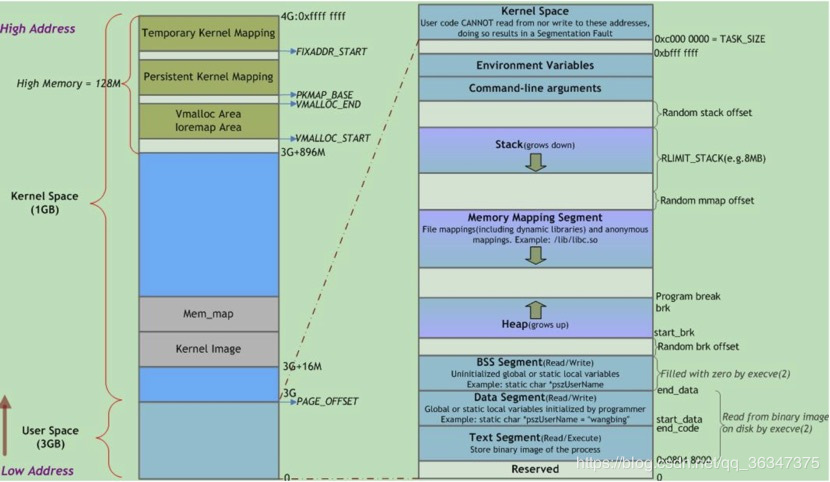 High Address
4G:0xffff ffff
Temporary Kernel Mapping
FIXADDR_START
High Memory = 128M
Persistent Kernel Mapping
PKMAP_BASE
VMALLOC_END
Vmalloc Area
Ioremap Area
VMALLOC_START
3G+896M
Kernel Space
(1GB)
Mem_map
Kernel Image
3G+16M
3G
PAGE_OFFSET
User Space
(3GB)
Low Address
0
Kernel Space
User code CANNOT read from nor write to these addresses,
doing so results in a Segmentation Fault
0xc000 0000 = TASK_SIZE
0xbfff ffff
Environment Variables
Command-line arguments
Random stack offset
Stack(grows down)
RLIMIT_STACK(e.g.8MB)
Random mmap offset
Memory Mapping Segment
File mappings(including dynamic libraries) and anonymous
mappings. Example: /lib/libc.so
Program break
brk
Heap(grows up)
start_brk
Random brk offset
BSS Segment(Read/Write)
Uninitialized global or static local variables
Example: static char *pszUserName
Filled with zero by execve(2)
end_data
Data Segment(Read/Write)
Global or static local variables initialized by programmer
Example: static char *pszUserName = "wangbing"
start_data
end_code
Read from binary image
on disk by execve(2)
Text Segment(Read/Execute)
Store binary image of the process
0x0804 8000
Reserved
0
https://blog.csdn.net/qq_36347375